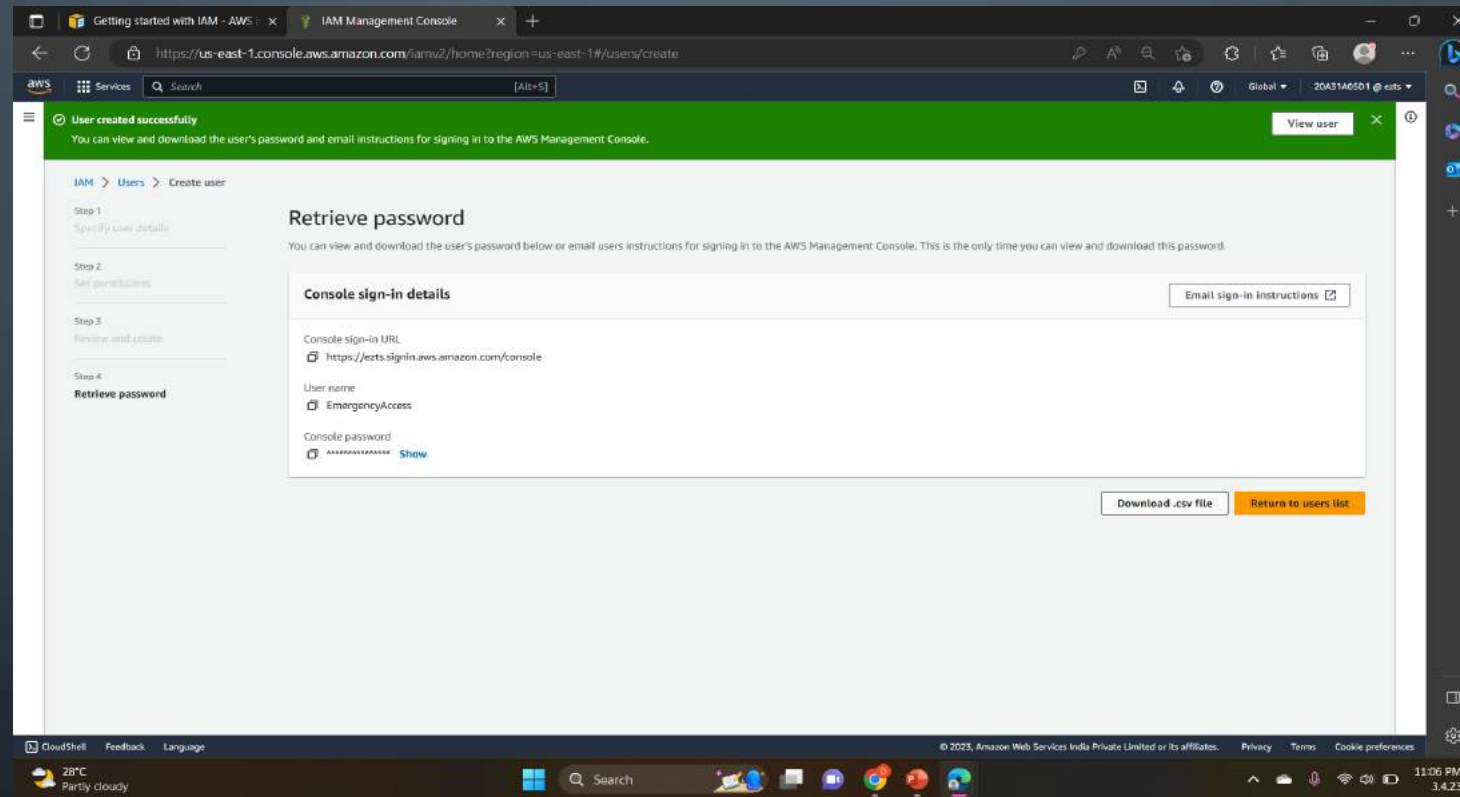 Getting started with IAM - AWS
IAM Management Console
https://us-east-1.console.aws.amazon.com/iamv2/home?region=us-east-1#/users/create
aws
Services
Search
[Alt+S]
Global
20A31A05D1 @ ezts
User created successfully
You can view and download the user's password and email instructions for signing in to the AWS Management Console.
View user
IAM > Users > Create user
Step 1
Specify user details
Step 2
Set permissions
Step 3
Review and create
Step 4
Retrieve password
Retrieve password
You can view and download the user's password below or email users instructions for signing in to the AWS Management Console. This is the only time you can view and download this password.
Console sign-in details
Email sign-in instructions
Console sign-in URL
https://ezts.signin.aws.amazon.com/console
User name
EmergencyAccess
Console password
*************** Show
Download .csv file
Return to users list
CloudShell Feedback Language
© 2023, Amazon Web Services India Private Limited or its affiliates. Privacy Terms Cookie preferences
28°C
Partly cloudy
Search
11:06 PM
3.4.23